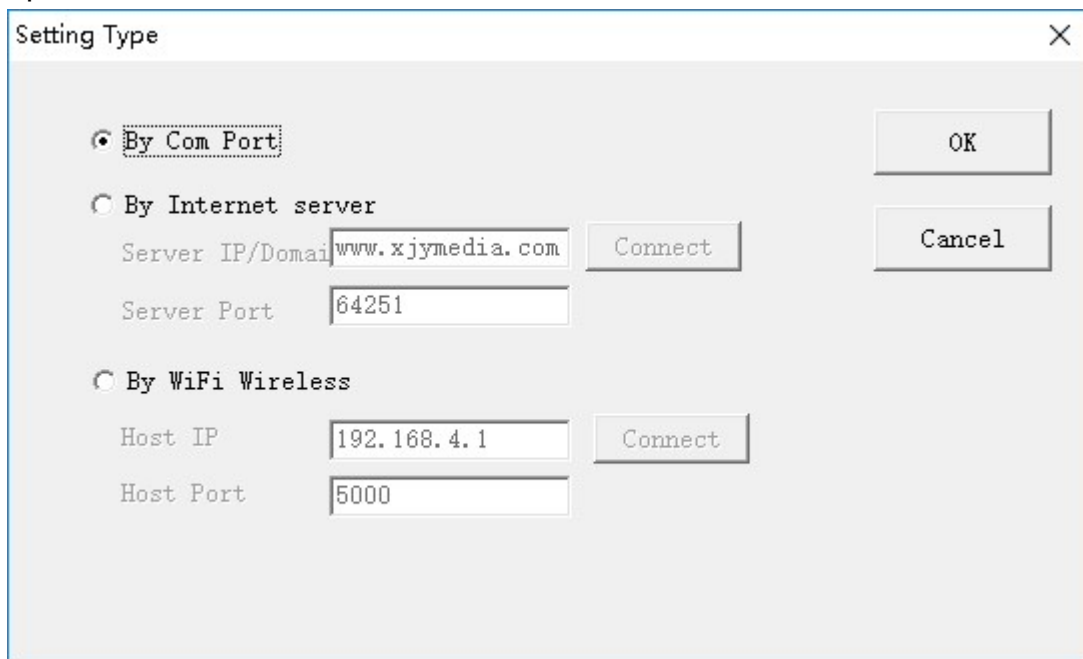 Setting Type
By Com Port
OK
By Internet server
Server IP/Domai
www.xjymedia.com
Connect
Cancel
Server Port
64251
By WiFi Wireless
Host IP
192.168.4.1
Connect
Host Port
5000